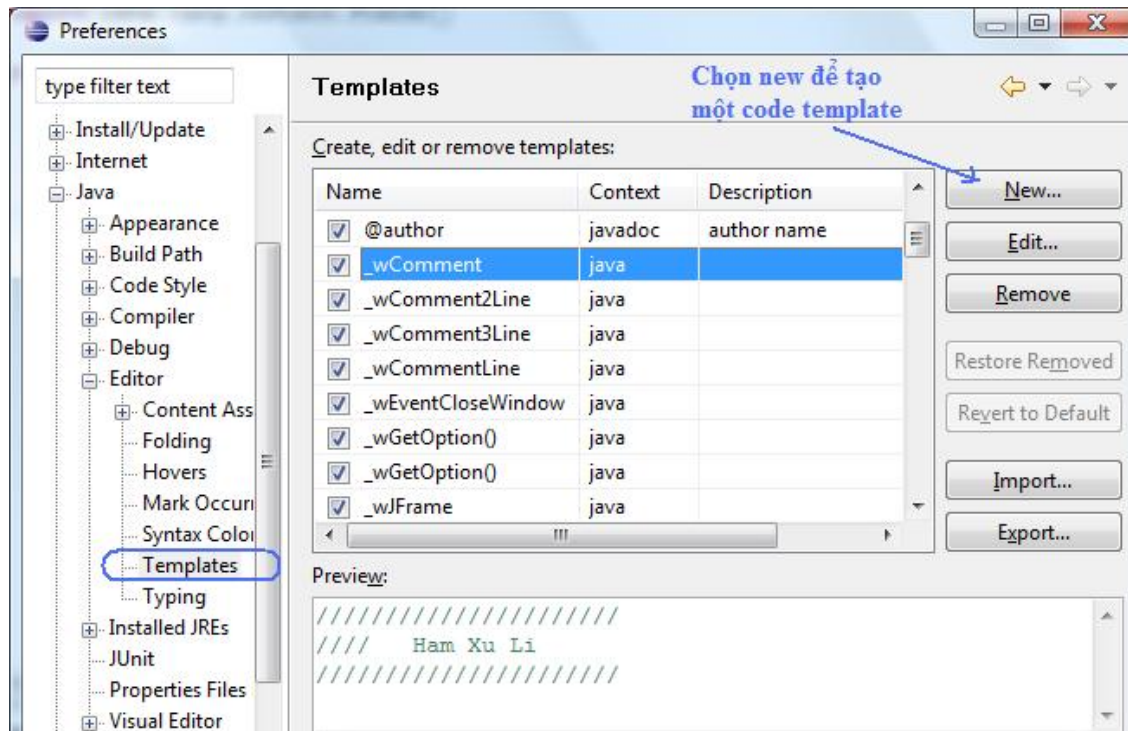 Preferences
type filter text
Install/Update
Internet
Java
Appearance
Build Path
Code Style
Compiler
Debug
Editor
Content Ass
Folding
Hovers
Mark Occurr
Syntax Color
Templates
Typing
Installed JREs
JUnit
Properties Files
Visual Editor
Templates
Chọn new để tạo
một code template
Create, edit or remove templates:
Name Context Description
@author javadoc author name
_wComment java
_wComment2Line java
_wComment3Line java
_wCommentLine java
_wEventCloseWindow java
_wGetOption() java
_wGetOption() java
_wJFrame java
New...
Edit...
Remove
Restore Removed
Revert to Default
Import...
Export...
Preview:
//////////////////////
//// Ham Xu Li
//////////////////////